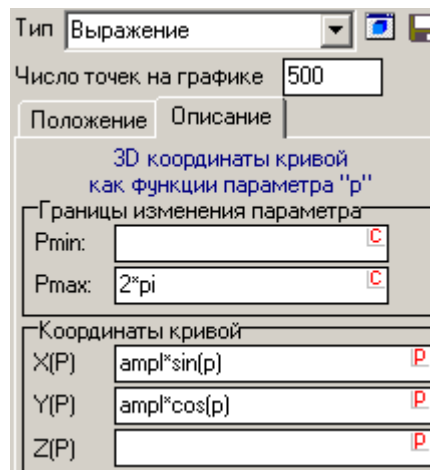 Тип Выражение
Число точек на графике 500
Положение Описание
3D координаты кривой
как функции параметра "p"
Границы изменения параметра
Pmin: C
Pmax: 2*pi C
Координаты кривой
X(P) ampl*sin(p) P
Y(P) ampl*cos(p) P
Z(P) P